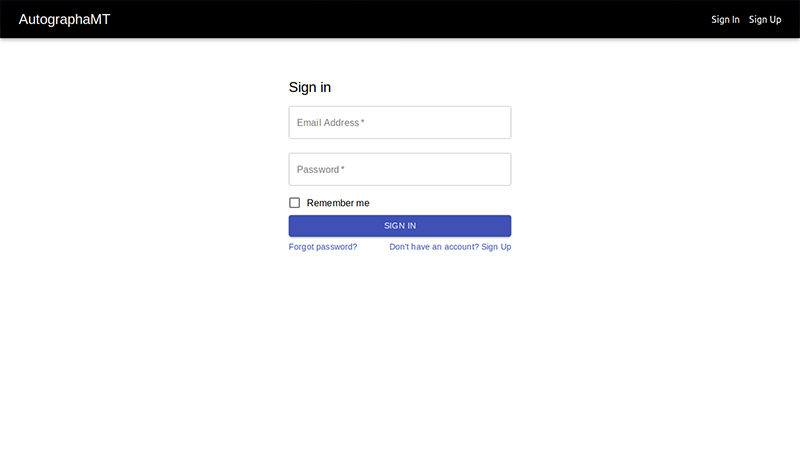 AutographaMT
Sign In Sign Up
Sign in
Email Address *
Password *
Remember me
SIGN IN
Forgot password? Don't have an account? Sign Up